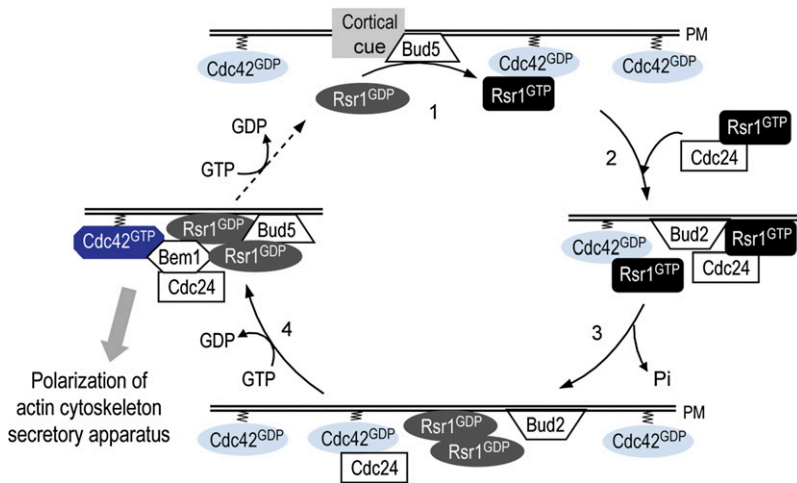 Cortical
cue
PM
Bud5
Cdc42GDP
Cdc42GDP
Cdc42GDP
Rsr1GDP
Rsr1GTP
1
GDP
GTP
2
Rsr1GTP
Cdc24
Rsr1GDP
Bud5
Cdc42GTP
Bem1
Rsr1GDP
Cdc24
Bud2
Rsr1GTP
Cdc42GDP
Cdc24
Rsr1GTP
4
3
GDP
GTP
Pi
Polarization of
actin cytoskeleton
secretory apparatus
PM
Rsr1GDP
Bud2
Cdc42GDP
Cdc42GDP
Rsr1GDP
Cdc42GDP
Cdc24